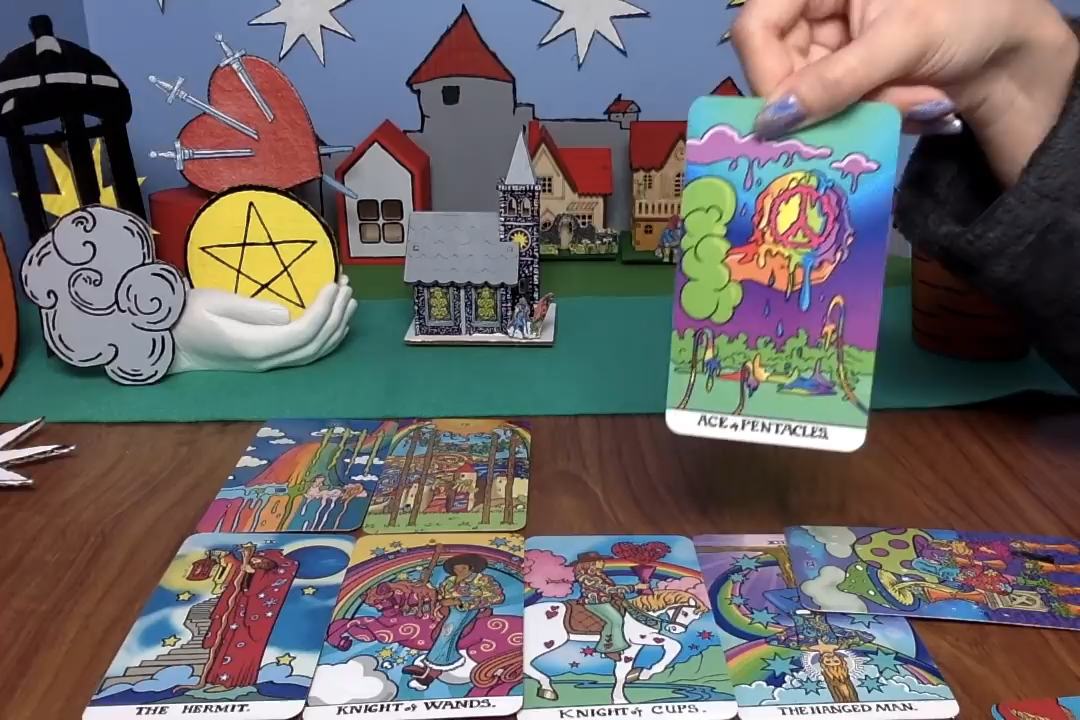 ACE of PENTACLES.
THE HERMIT.
KNIGHT of WANDS.
KNIGHT of CUPS.
THE HANGED MAN.